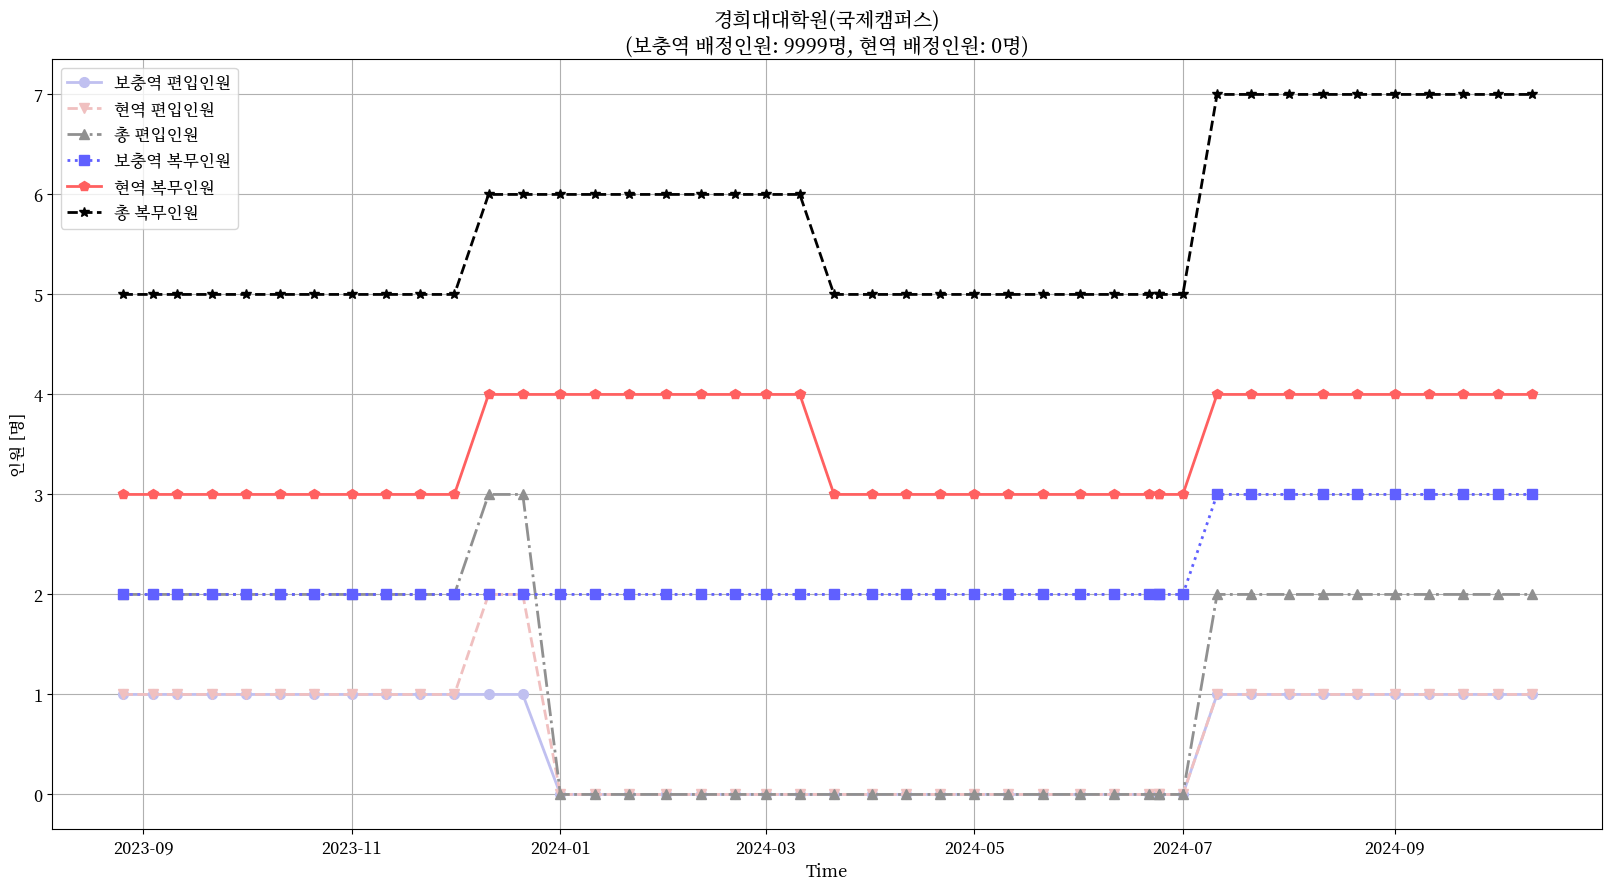 경희대대학원(국제캠퍼스)
(보충역 배정인원: 9999명, 현역 배정인원: 0명)
보충역 편입인원
현역 편입인원
총 편입인원
보충역 복무인원
현역 복무인원
총 복무인원
인원 [명]
7
6
5
4
3
2
1
0
2023-09
2023-11
2024-01
2024-03
2024-05
2024-07
2024-09
Time